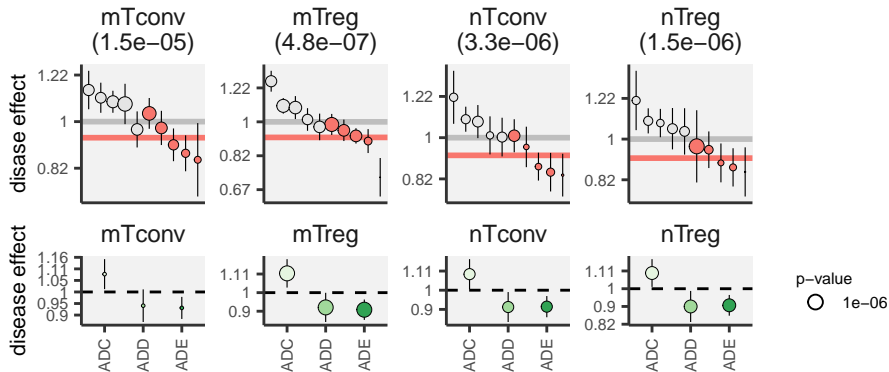 mTconv
(1.5e−05)
mTreg
(4.8e−07)
nTconv
(3.3e−06)
nTreg
(1.5e−06)
disase effect
1.22
1
0.82
1.22
1
0.82
0.67
1.22
1
0.82
1.22
1
0.82
mTconv
mTreg
nTconv
nTreg
disease effect
1.16
1.11
1.05
1
0.95
0.9
1.11
1
0.9
1.11
1
0.9
1.11
1
0.9
0.82
ADC
ADD
ADE
ADC
ADD
ADE
ADC
ADD
ADE
ADC
ADD
ADE
p−value
1e−06